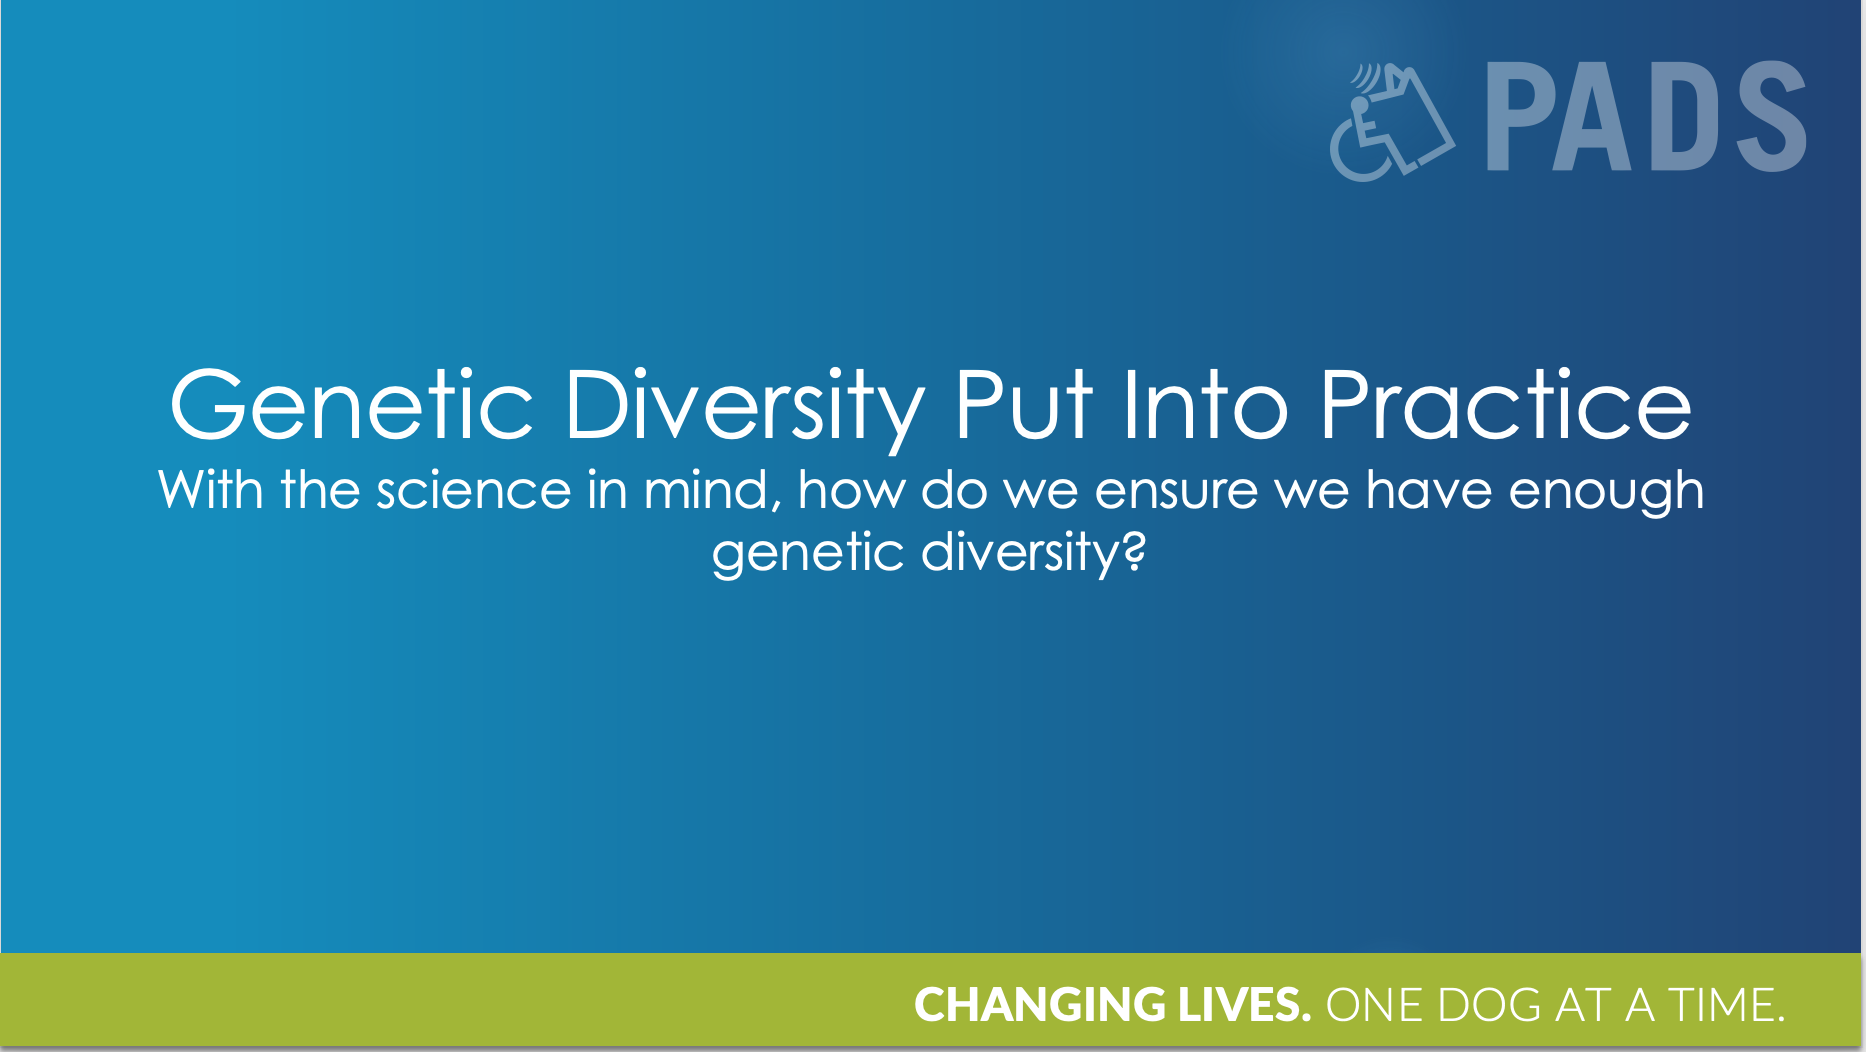 PADS
Genetic Diversity Put Into Practice
With the science in mind, how do we ensure we have enough
genetic diversity?
CHANGING LIVES. ONE DOG AT A TIME.